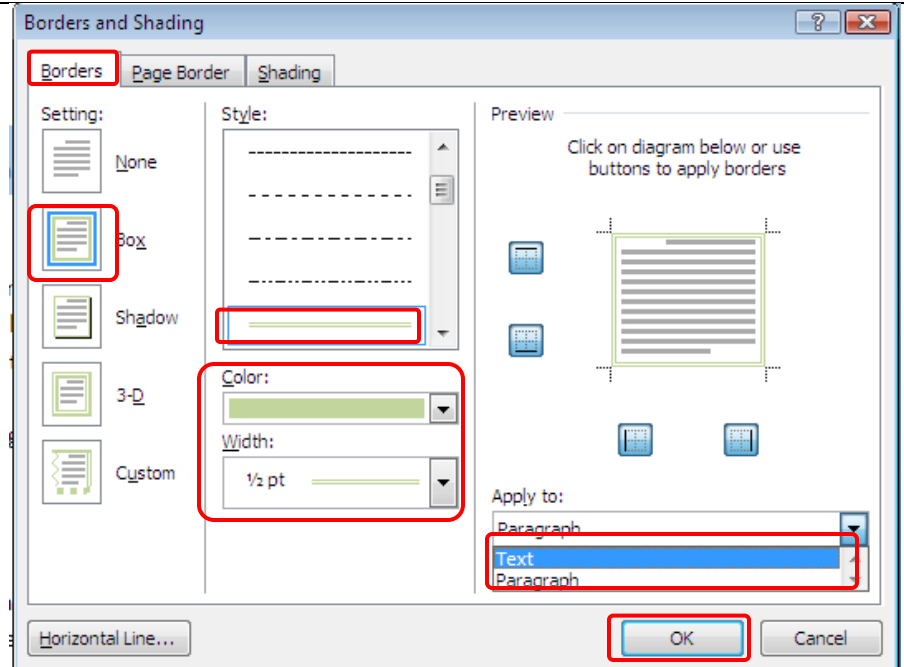 Borders and Shading
Borders
Page Border
Shading
Setting:
None
Box
Shadow
3-D
Custom
Style:
Color:
Width:
½ pt
Preview
Click on diagram below or use
buttons to apply borders
Apply to:
Paragraph
Text
Paragraph
Horizontal Line...
OK
Cancel